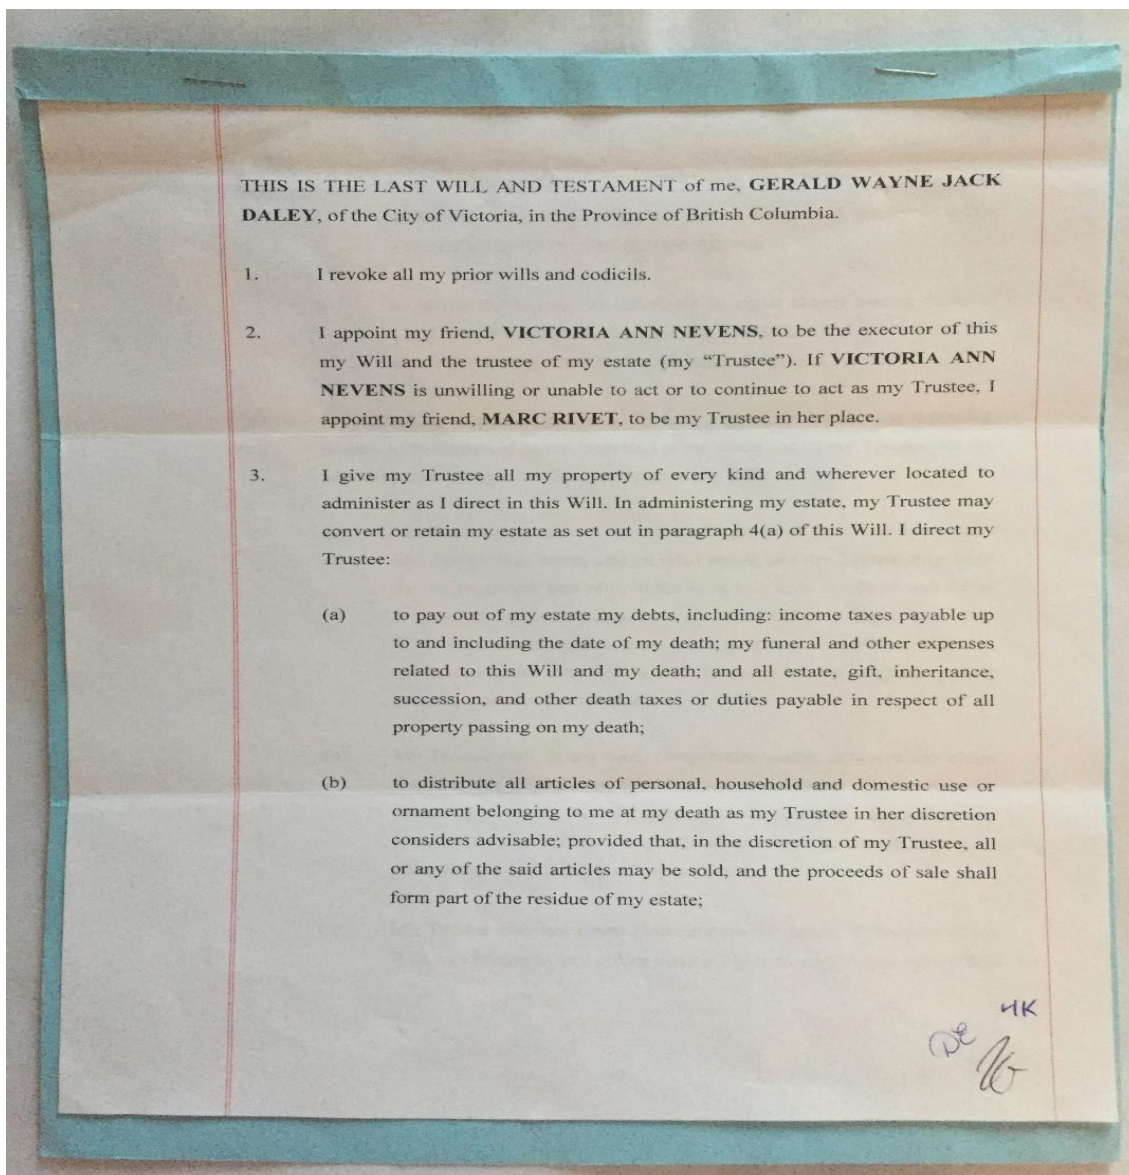 THIS IS THE LAST WILL AND TESTAMENT of me, GERALD WAYNE JACK
DALEY, of the City of Victoria, in the Province of British Columbia.
1. I revoke all my prior wills and codicils.
2. I appoint my friend, VICTORIA ANN NEVENS, to be the executor of this
my Will and the trustee of my estate (my “Trustee”). If VICTORIA ANN
NEVENS is unwilling or unable to act or to continue to act as my Trustee, I
appoint my friend, MARC RIVET, to be my Trustee in her place.
3. I give my Trustee all my property of every kind and wherever located to
administer as I direct in this Will. In administering my estate, my Trustee may
convert or retain my estate as set out in paragraph 4(a) of this Will. I direct my
Trustee:
(a) to pay out of my estate my debts, including: income taxes payable up
to and including the date of my death; my funeral and other expenses
related to this Will and my death; and all estate, gift, inheritance,
succession, and other death taxes or duties payable in respect of all
property passing on my death;
(b) to distribute all articles of personal, household and domestic use or
ornament belonging to me at my death as my Trustee in her discretion
considers advisable; provided that, in the discretion of my Trustee, all
or any of the said articles may be sold, and the proceeds of sale shall
form part of the residue of my estate;
HK